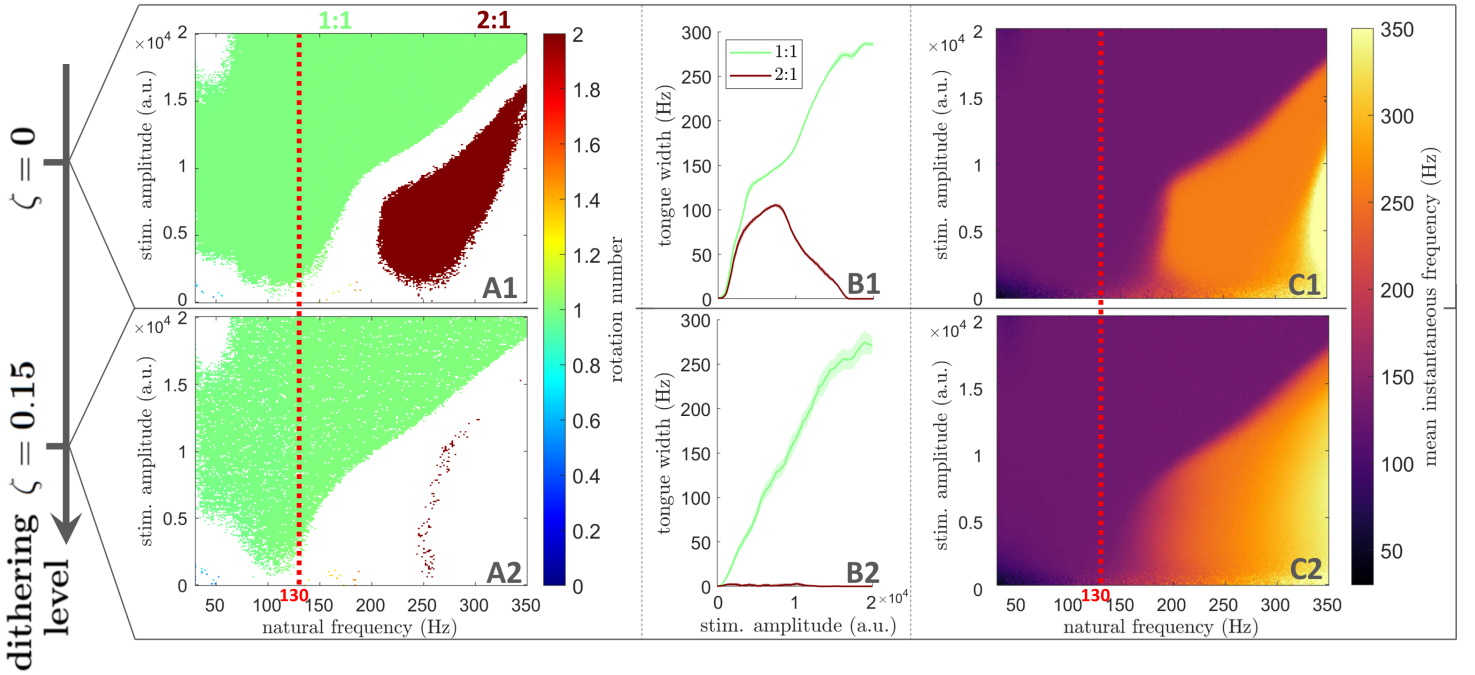 1:1 2:1
×10⁴
2
1.5
1
0.5
0
stim. amplitude (a.u.)
A1
2
1.8
1.6
1.4
1.2
1
0.8
0.6
0.4
0.2
0
rotation number
300
250
200
150
100
50
0
tongue width (Hz)
1:1
2:1
B1
×10⁴
2
1.5
1
0.5
0
stim. amplitude (a.u.)
C1
350
300
250
200
150
100
50
mean instantaneous frequency (Hz)
ζ = 0
ζ = 0.15
dithering
level
×10⁴
2
1.5
1
0.5
0
stim. amplitude (a.u.)
A2
50 100 130 150 200 250 300 350
natural frequency (Hz)
300
250
200
150
100
50
0
tongue width (Hz)
B2
0 1 2 ×10⁴
stim. amplitude (a.u.)
×10⁴
2
1.5
1
0.5
0
stim. amplitude (a.u.)
C2
50 130 150 200 250 300 350
natural frequency (Hz)